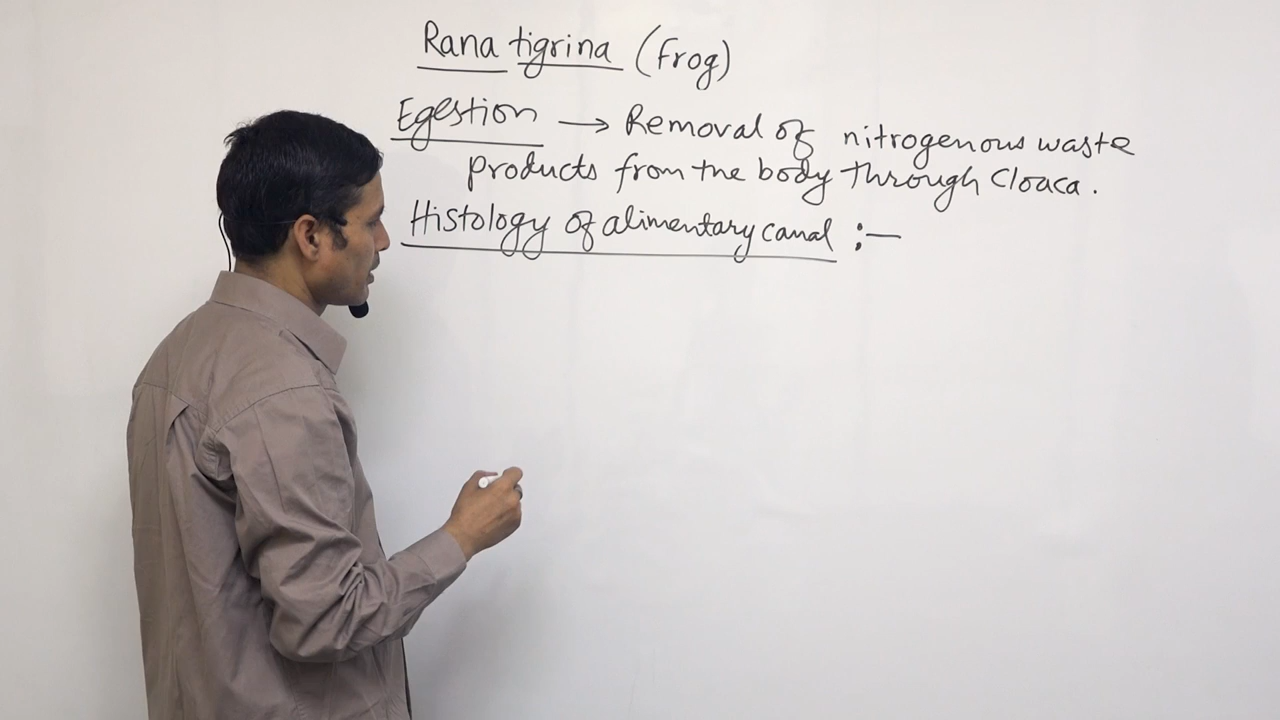 Rana tigrina (frog)
Egestion → Removal of nitrogenous waste
products from the body through Cloaca.
Histology of alimentary canal :—